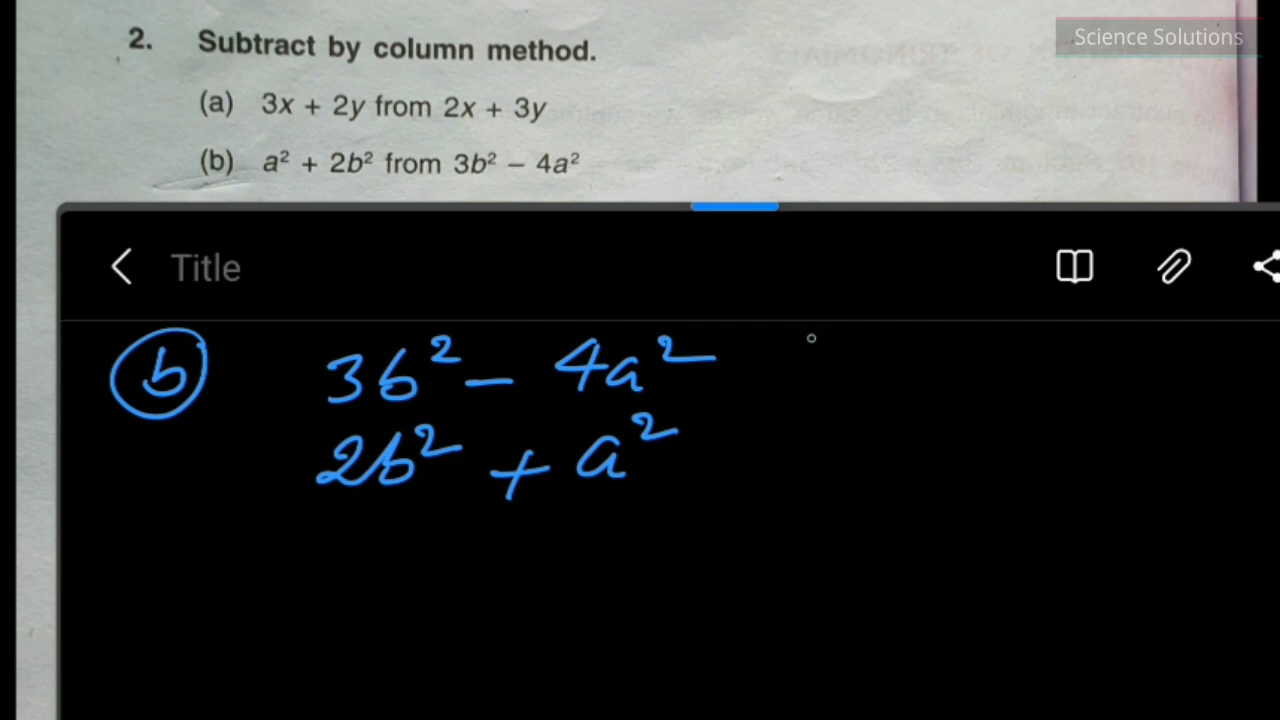 Science Solutions
2. Subtract by column method.
(a) 3x + 2y from 2x + 3y
(b) a² + 2b² from 3b² – 4a²
Title
b 3b² – 4a²
2b² + a²